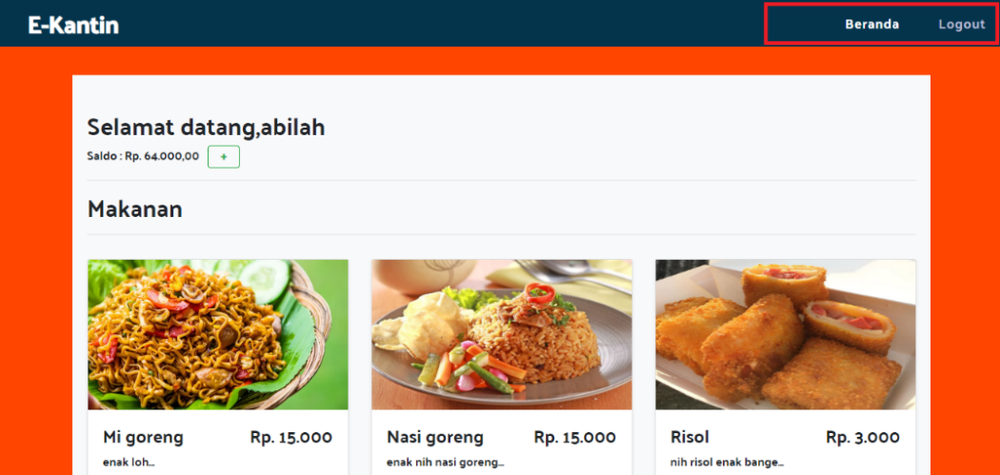 E-Kantin Beranda Logout
Selamat datang,abilah
Saldo : Rp. 64.000,00 +
Makanan
Mi goreng Rp. 15.000
enak loh...
Nasi goreng Rp. 15.000
enak nih nasi goreng...
Risol Rp. 3.000
nih risol enak bange...